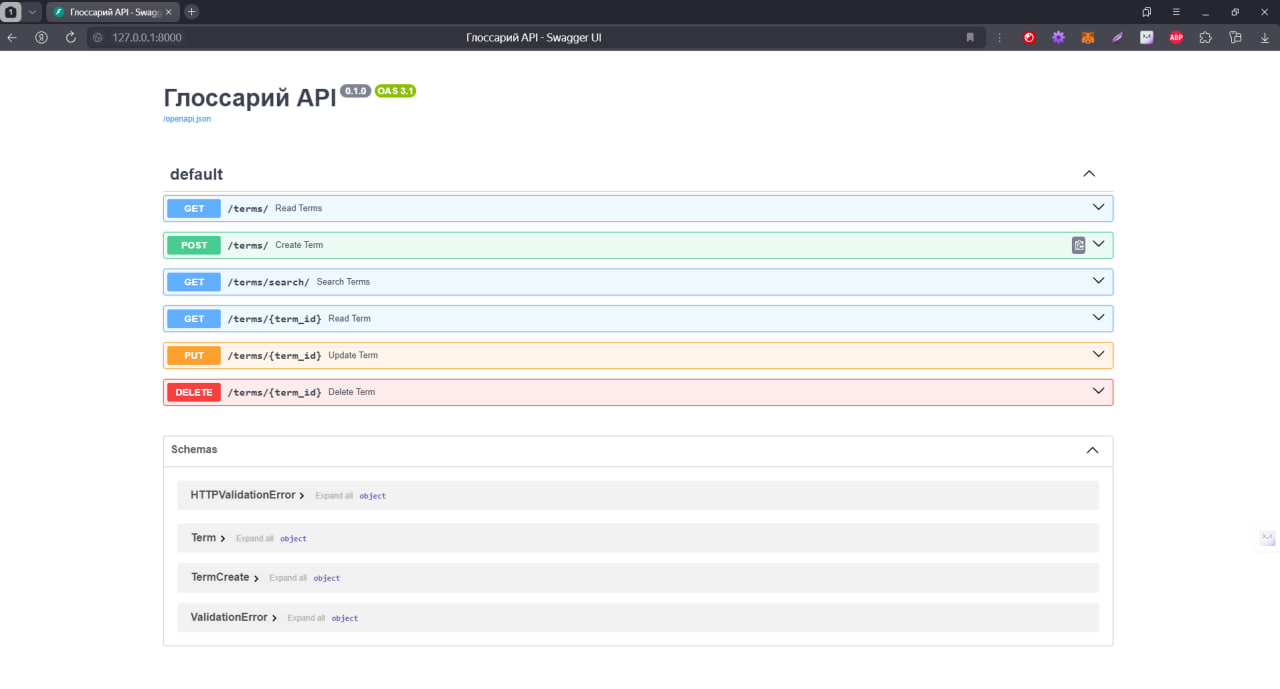 1
Глоссарий API - Swagg
127.0.0.1:8000
Глоссарий API - Swagger UI
ABP
Глоссарий API 0.1.0 OAS 3.1
/openapi.json
default
GET /terms/ Read Terms
POST /terms/ Create Term
GET /terms/search/ Search Terms
GET /terms/{term_id} Read Term
PUT /terms/{term_id} Update Term
DELETE /terms/{term_id} Delete Term
Schemas
HTTPValidationError Expand all object
Term Expand all object
TermCreate Expand all object
ValidationError Expand all object